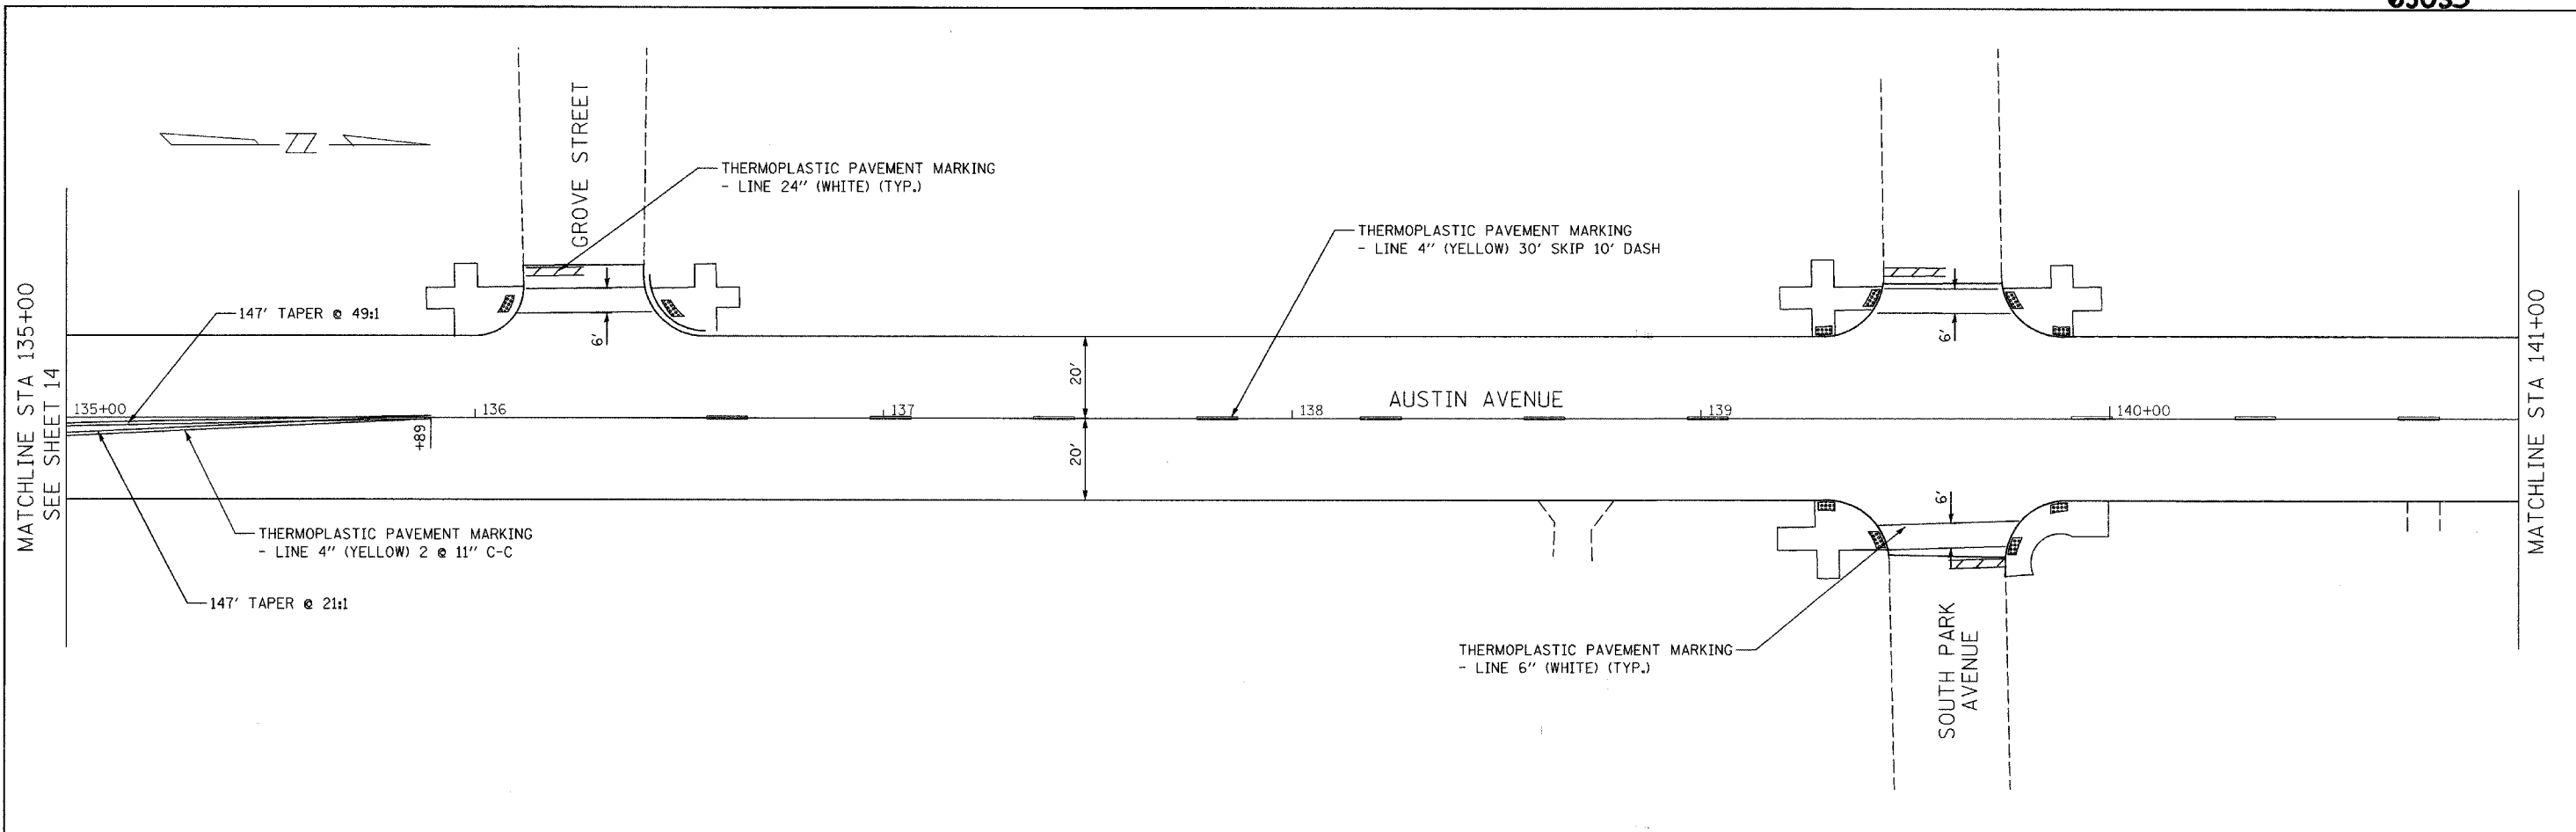 GROVE STREET
THERMOPLASTIC PAVEMENT MARKING
- LINE 24" (WHITE) (TYP.)
THERMOPLASTIC PAVEMENT MARKING
- LINE 4" (YELLOW) 30' SKIP 10' DASH
MATCHLINE STA 135+00
SEE SHEET 14
147' TAPER @ 49:1
6'
6'
20'
20'
AUSTIN AVENUE
135+00
136
137
138
139
140+00
+89
MATCHLINE STA 141+00
THERMOPLASTIC PAVEMENT MARKING
- LINE 4" (YELLOW) 2 @ 11" C-C
147' TAPER @ 21:1
6'
THERMOPLASTIC PAVEMENT MARKING
- LINE 6" (WHITE) (TYP.)
SOUTH PARK
AVENUE